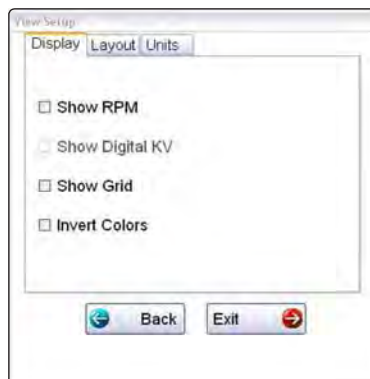 View Setup
Display Layout Units
Show RPM
Show Digital KV
Show Grid
Invert Colors
Back Exit